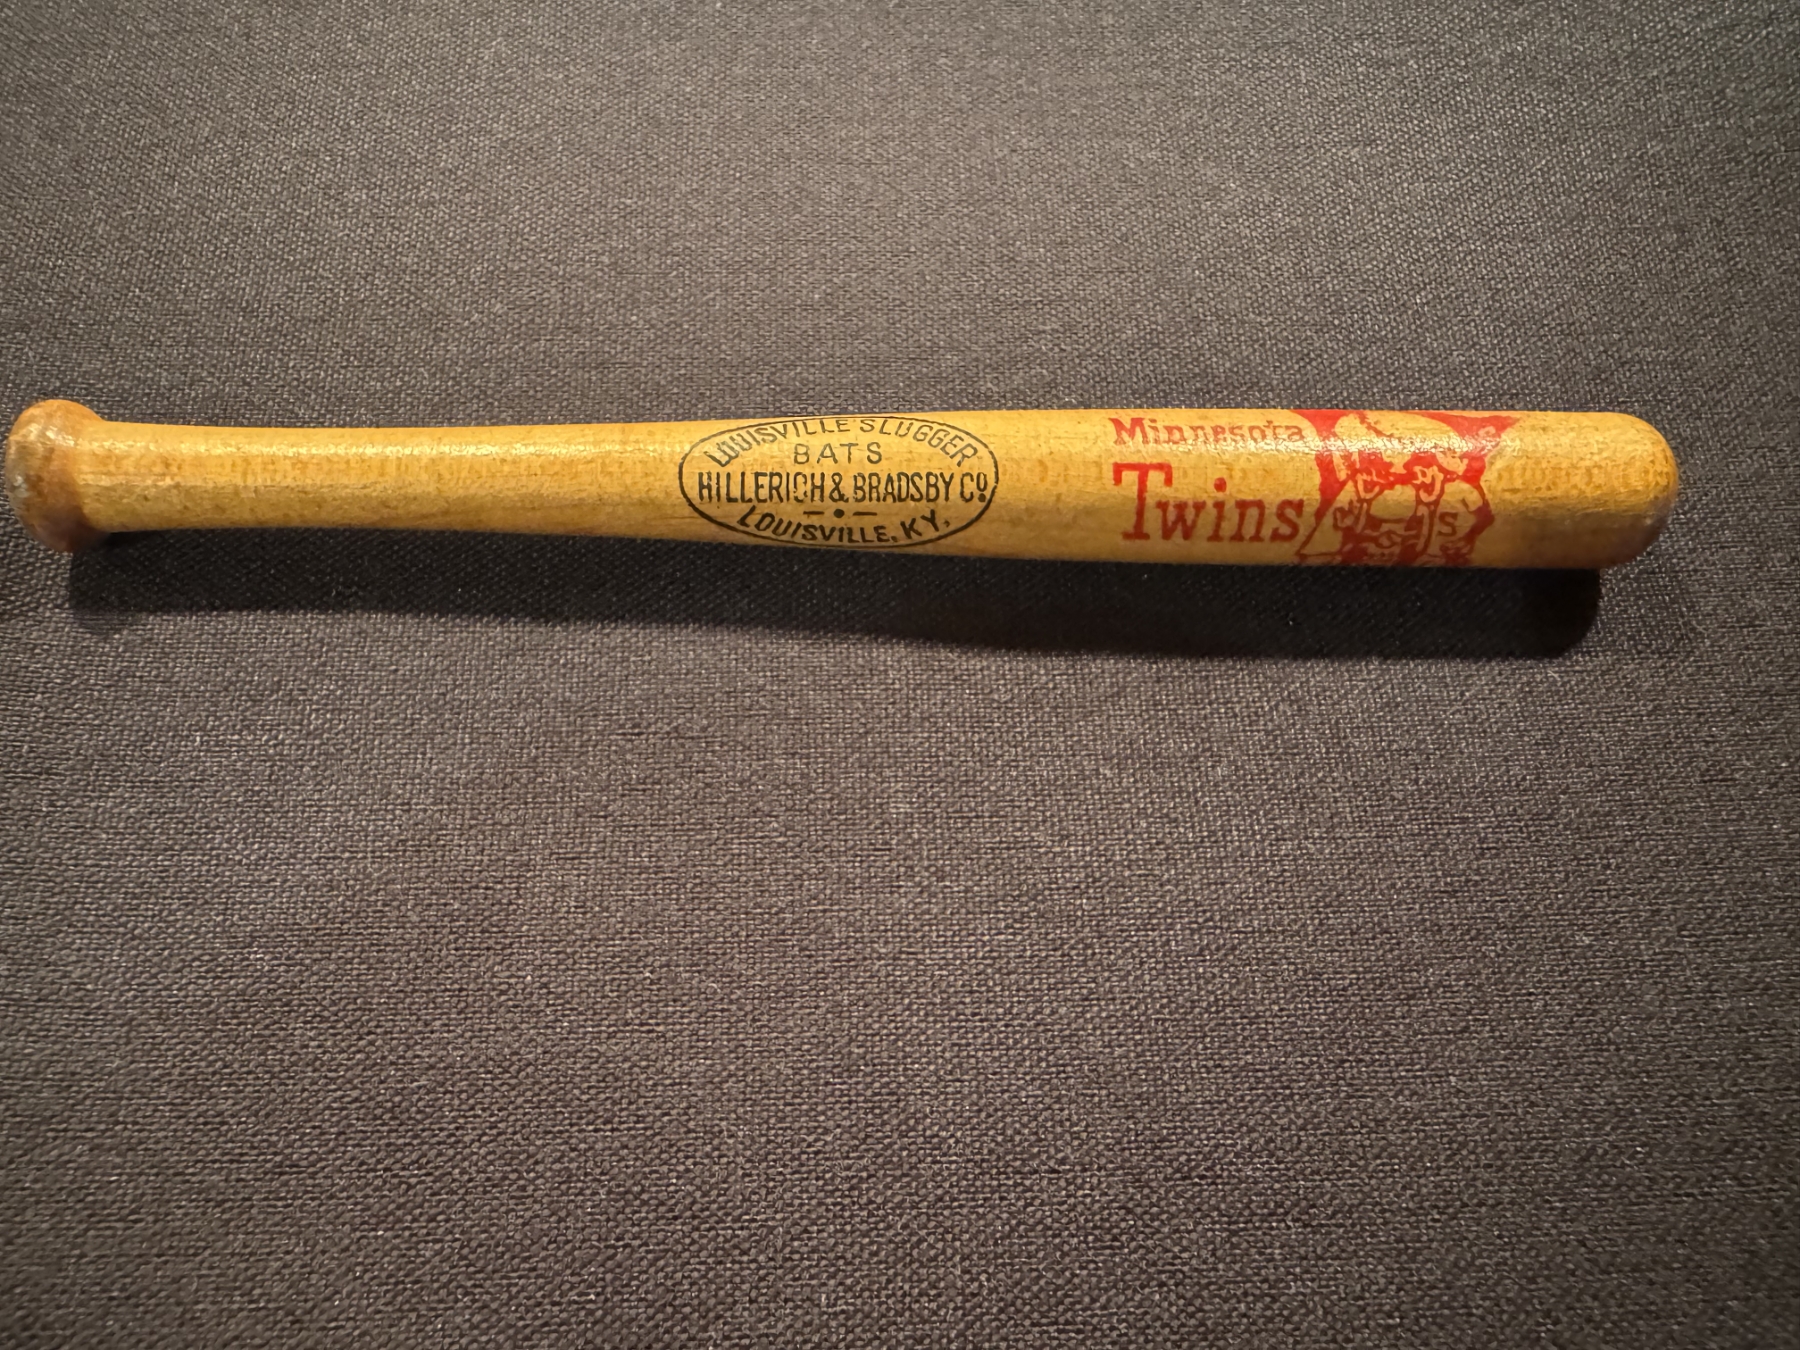 LOUISVILLE SLUGGER
BATS
HILLERICH & BRADSBY Cº
LOUISVILLE, KY.
Minnesota
Twins
M
S